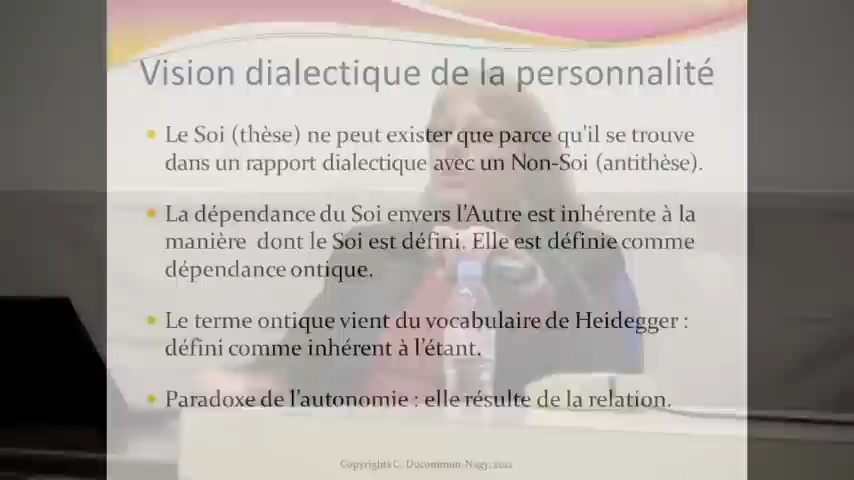 Vision dialectique de la personnalité
• Le Soi (thèse) ne peut exister que parce qu'il se trouve
dans un rapport dialectique avec un Non-Soi (antithèse).
• La dépendance du Soi envers l'Autre est inhérente à la
manière dont le Soi est défini. Elle est définie comme
dépendance ontique.
• Le terme ontique vient du vocabulaire de Heidegger :
défini comme inhérent à l'étant.
• Paradoxe de l'autonomie : elle résulte de la relation.
Copyrights C. Ducommun-Nagy,